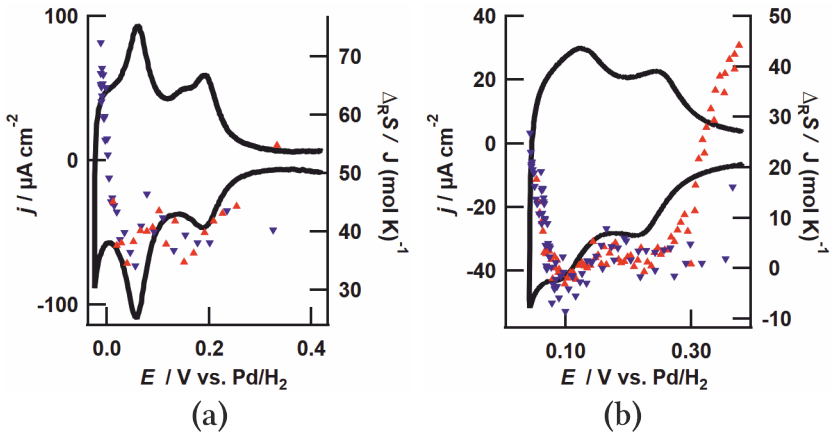 100
0
-100
j / µA cm⁻²
70
60
50
40
30
ΔRS / J (mol K)⁻¹
0.0 0.2 0.4
E / V vs. Pd/H₂
(a)
40
20
0
-20
-40
j / µA cm⁻²
50
40
30
20
10
0
-10
ΔRS / J (mol K)⁻¹
0.10 0.30
E / V vs. Pd/H₂
(b)